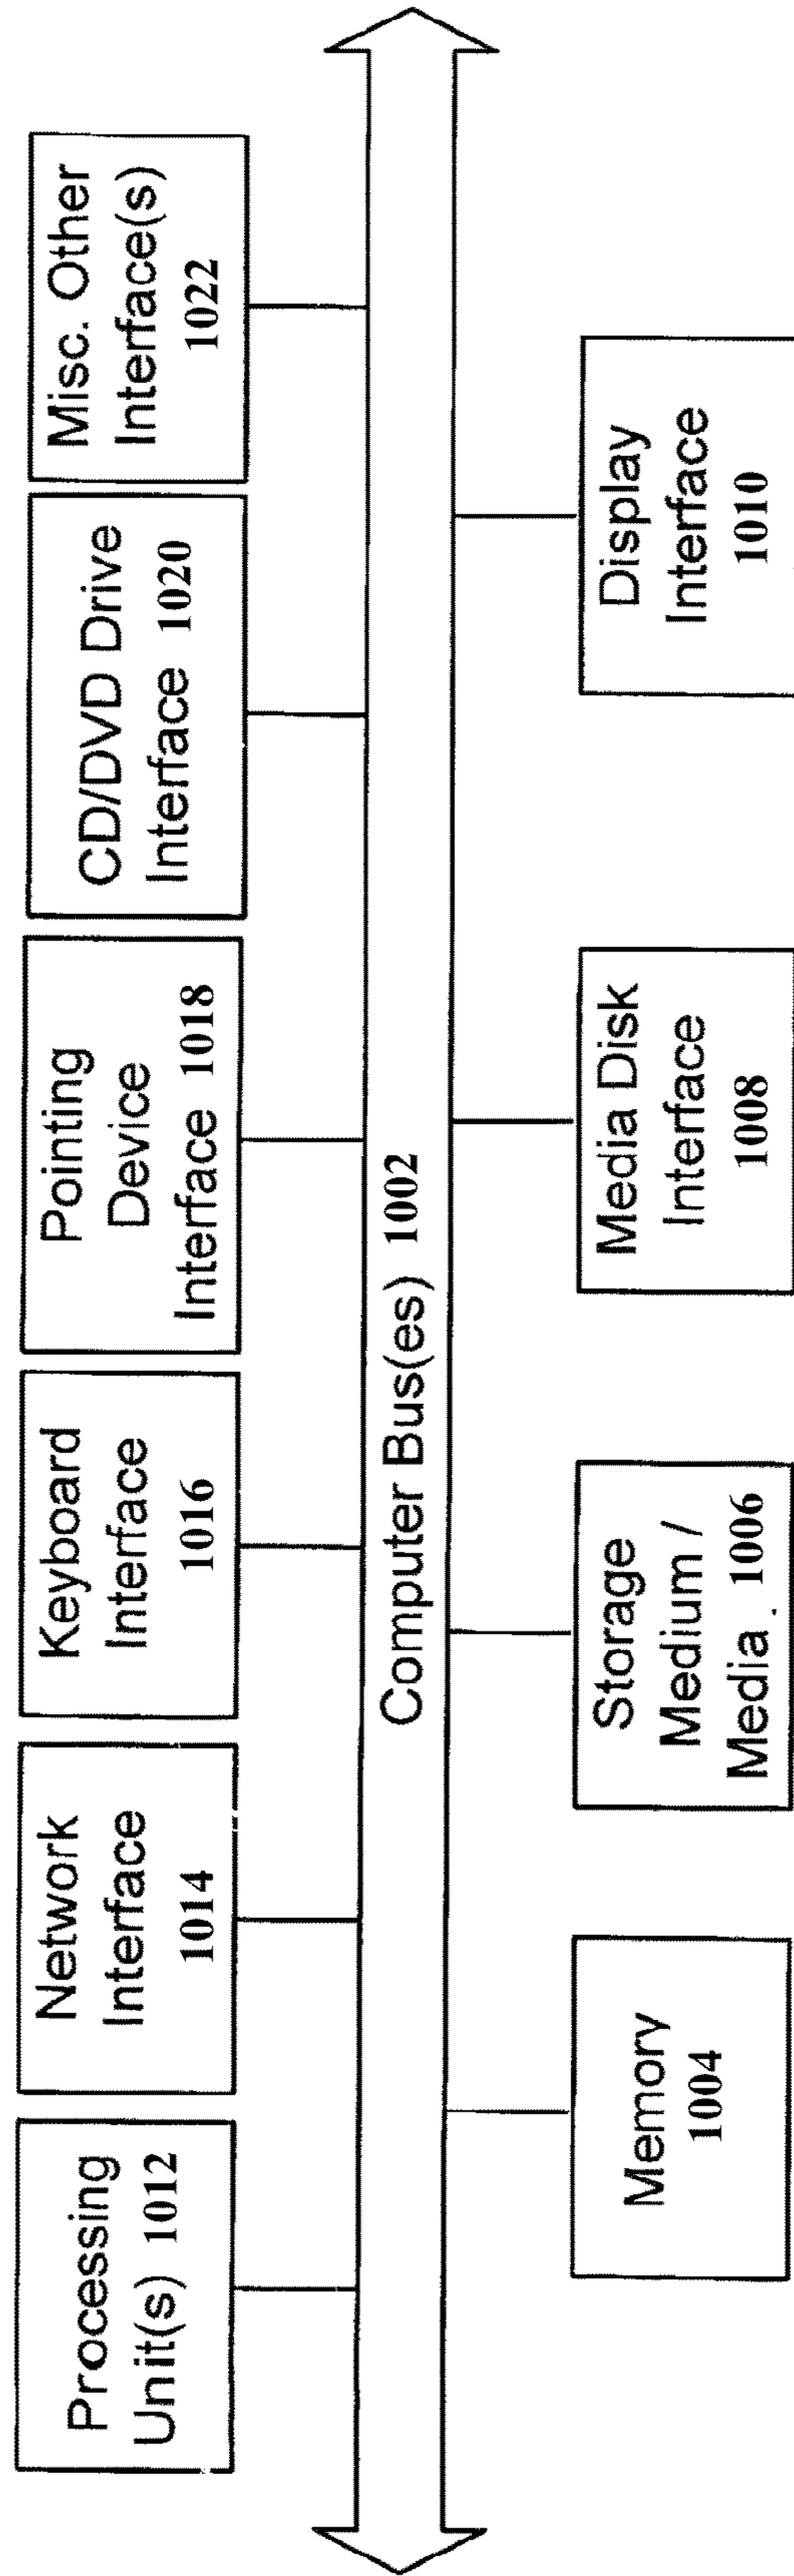 Processing
Unit(s) 1012
Network
Interface
1014
Keyboard
Interface
1016
Pointing
Device
Interface 1018
CD/DVD Drive
Interface 1020
Misc. Other
Interface(s)
1022
Computer Bus(es) 1002
Memory
1004
Storage
Medium /
Media 1006
Media Disk
Interface
1008
Display
Interface
1010